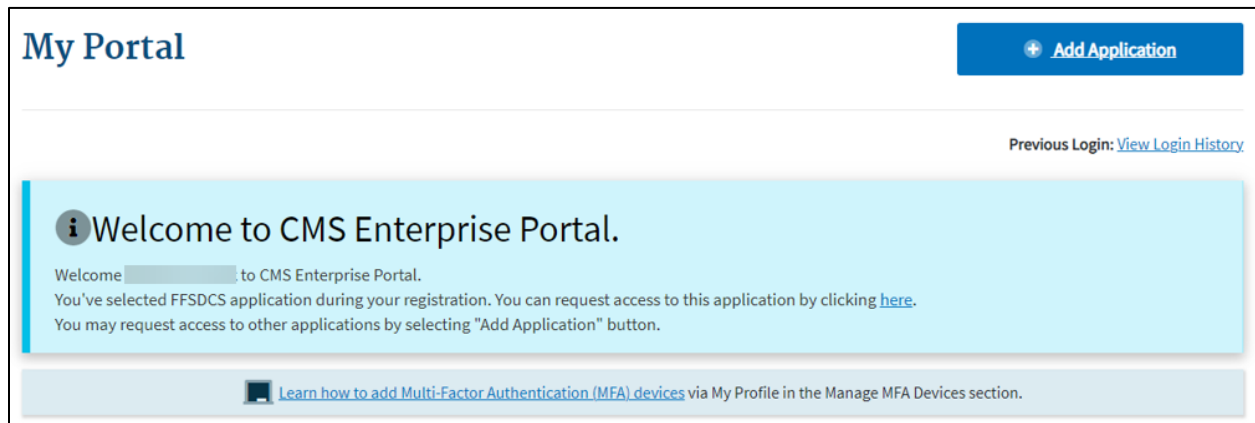 My Portal
Add Application
Previous Login: View Login History
Welcome to CMS Enterprise Portal.
Welcome to CMS Enterprise Portal.
You've selected FFSDCS application during your registration. You can request access to this application by clicking here.
You may request access to other applications by selecting "Add Application" button.
Learn how to add Multi-Factor Authentication (MFA) devices via My Profile in the Manage MFA Devices section.